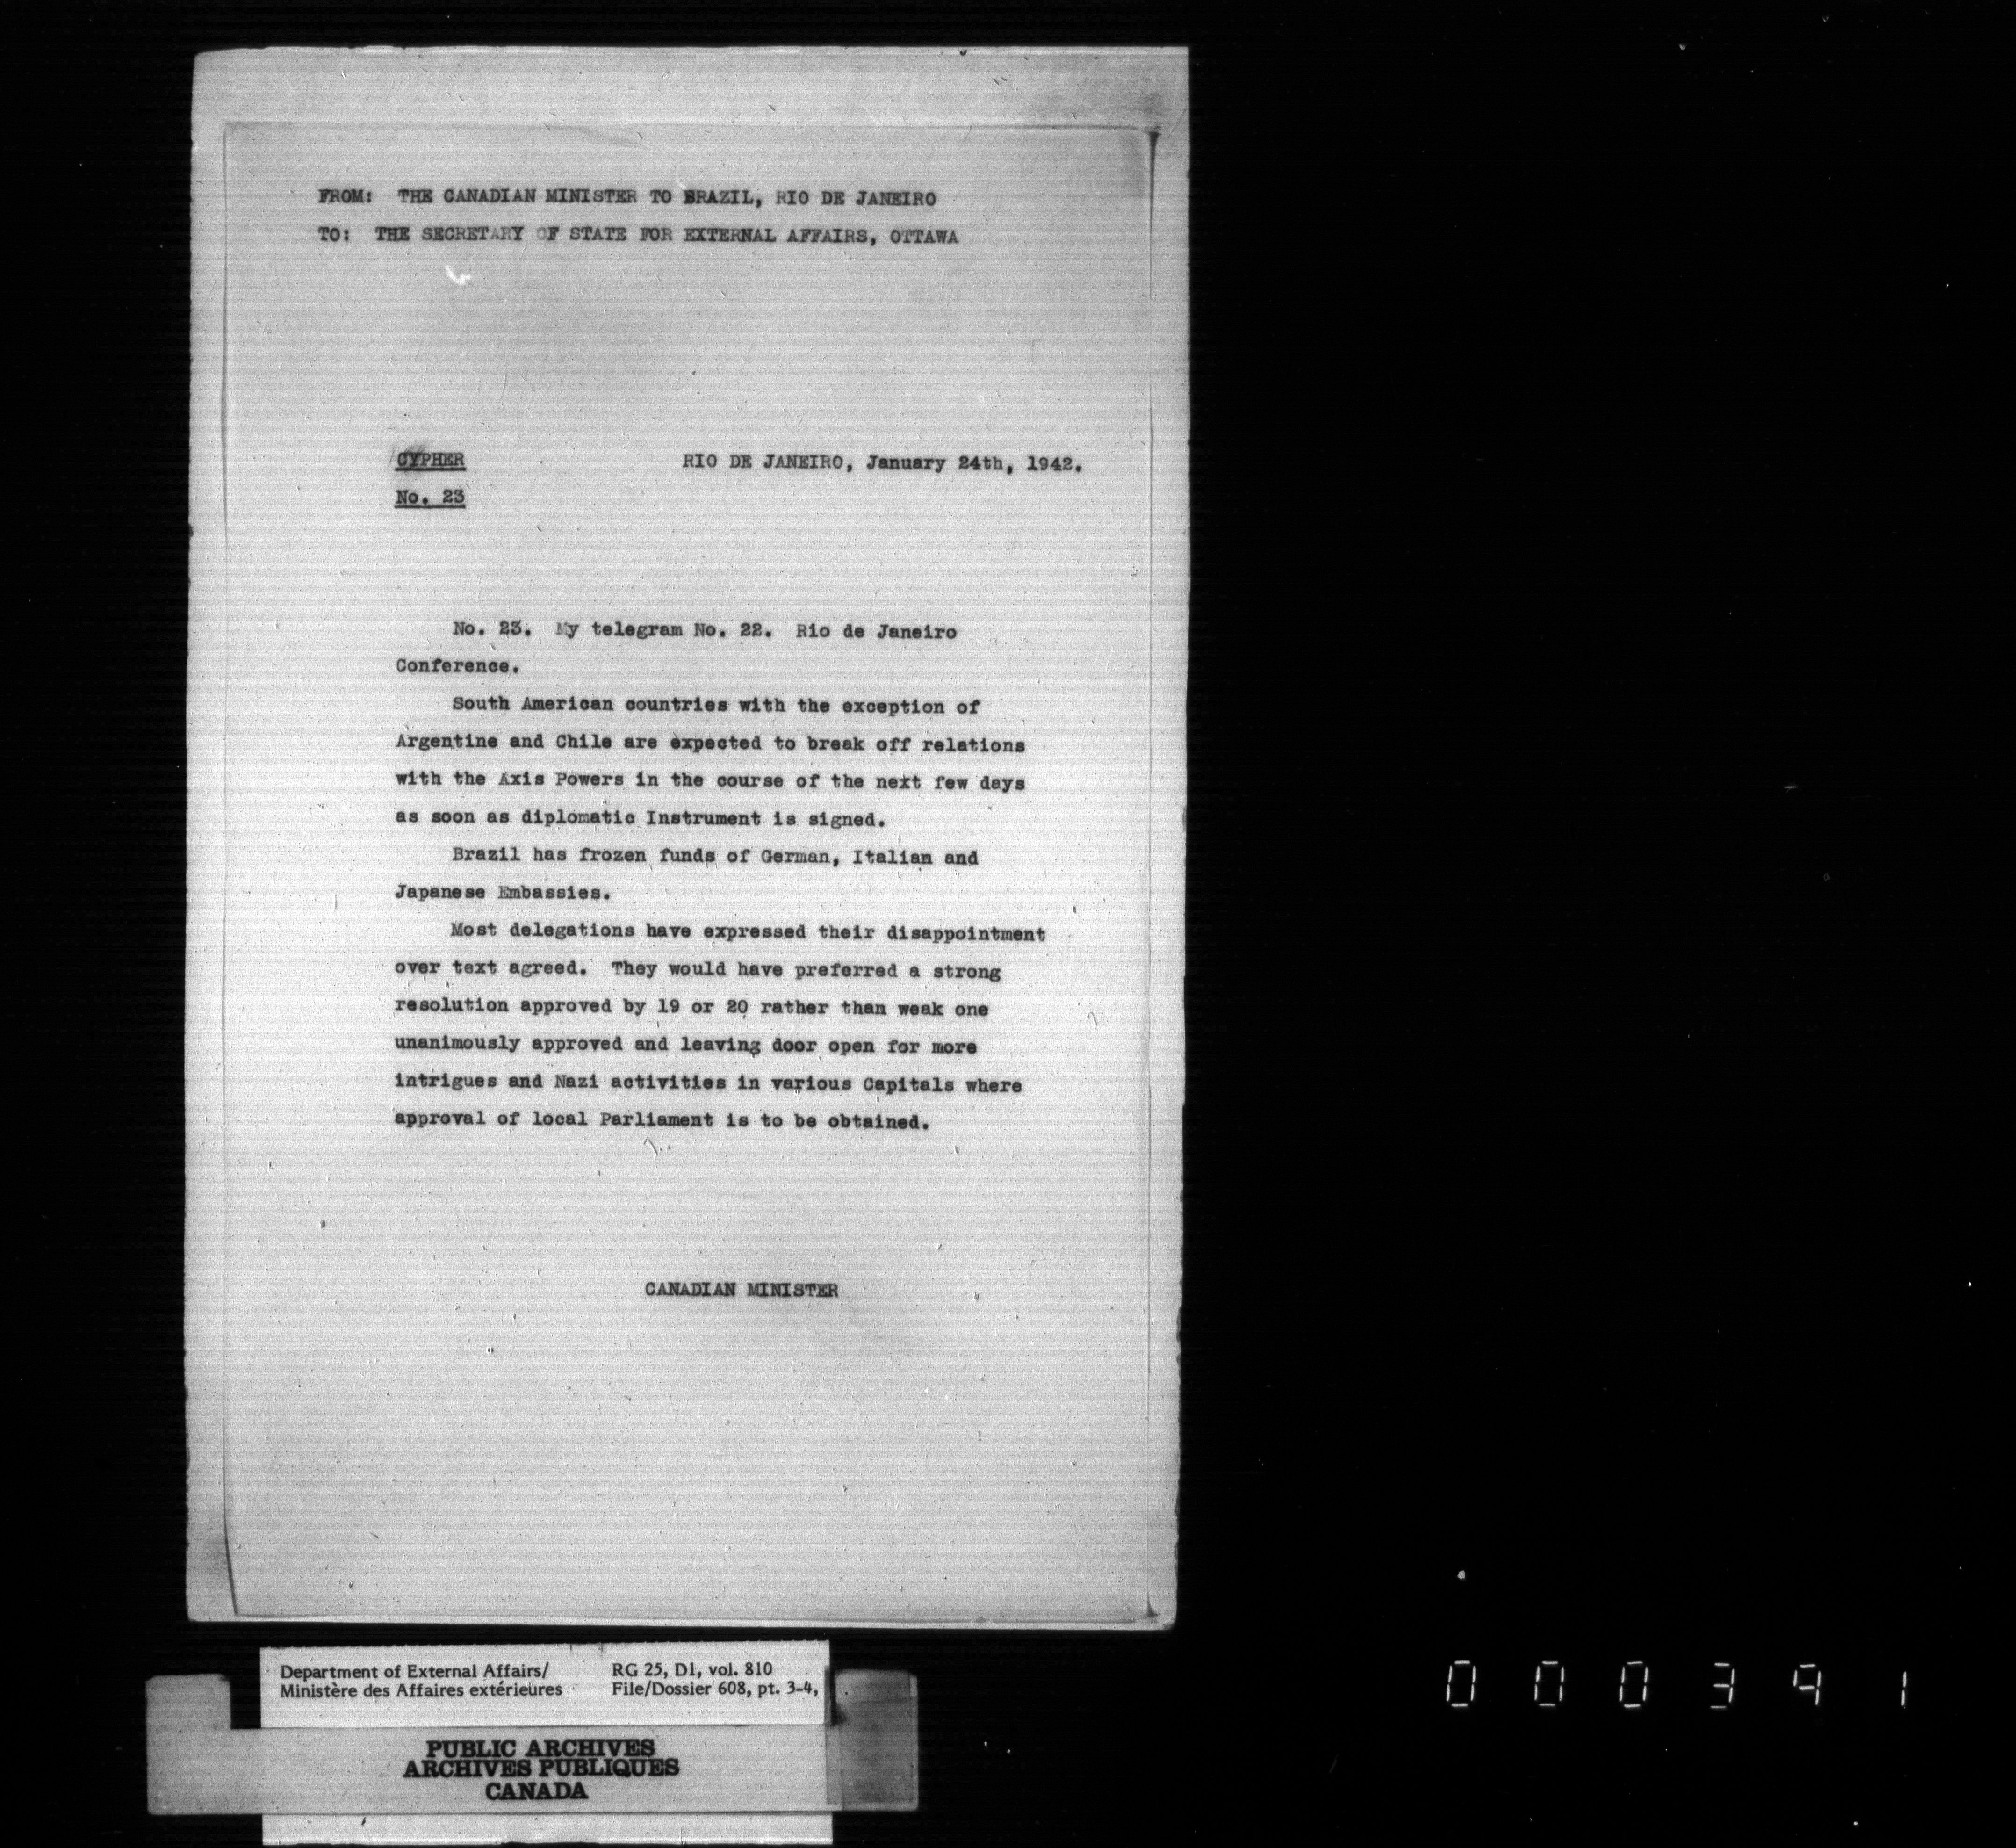 FROM: THE CANADIAN MINISTER TO BRAZIL, RIO DE JANEIRO
TO: THE SECRETARY OF STATE FOR EXTERNAL AFFAIRS, OTTAWA
CYPHER RIO DE JANEIRO, January 24th, 1942.
No. 23
No. 23. My telegram No. 22. Rio de Janeiro
Conference.
South American countries with the exception of
Argentine and Chile are expected to break off relations
with the Axis Powers in the course of the next few days
as soon as diplomatic Instrument is signed.
Brazil has frozen funds of German, Italian and
Japanese Embassies.
Most delegations have expressed their disappointment
over text agreed. They would have preferred a strong
resolution approved by 19 or 20 rather than weak one
unanimously approved and leaving door open for more
intrigues and Nazi activities in various Capitals where
approval of local Parliament is to be obtained.
CANADIAN MINISTER
Department of External Affairs/ RG 25, D1, vol. 810
Ministère des Affaires extérieures File/Dossier 608, pt. 3-4,
PUBLIC ARCHIVES
ARCHIVES PUBLIQUES
CANADA
000391